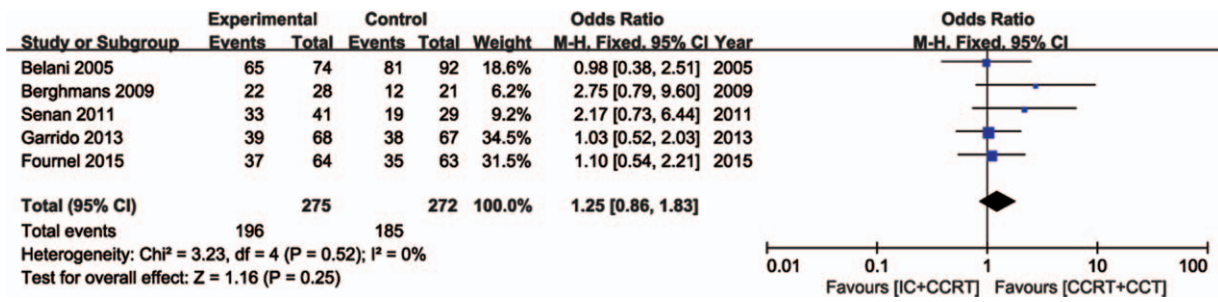 Experimental Control Odds Ratio Odds Ratio
Study or Subgroup Events Total Events Total Weight M-H, Fixed, 95% CI Year M-H, Fixed, 95% CI
Belani 2005 65 74 81 92 18.6% 0.98 [0.38, 2.51] 2005
Berghmans 2009 22 28 12 21 6.2% 2.75 [0.79, 9.60] 2009
Senan 2011 33 41 19 29 9.2% 2.17 [0.73, 6.44] 2011
Garrido 2013 39 68 38 67 34.5% 1.03 [0.52, 2.03] 2013
Fournel 2015 37 64 35 63 31.5% 1.10 [0.54, 2.21] 2015
Total (95% CI) 275 272 100.0% 1.25 [0.86, 1.83]
Total events 196 185
Heterogeneity: Chi² = 3.23, df = 4 (P = 0.52); I² = 0%
Test for overall effect: Z = 1.16 (P = 0.25)
0.01 0.1 1 10 100
Favours [IC+CCRT] Favours [CCRT+CCT]